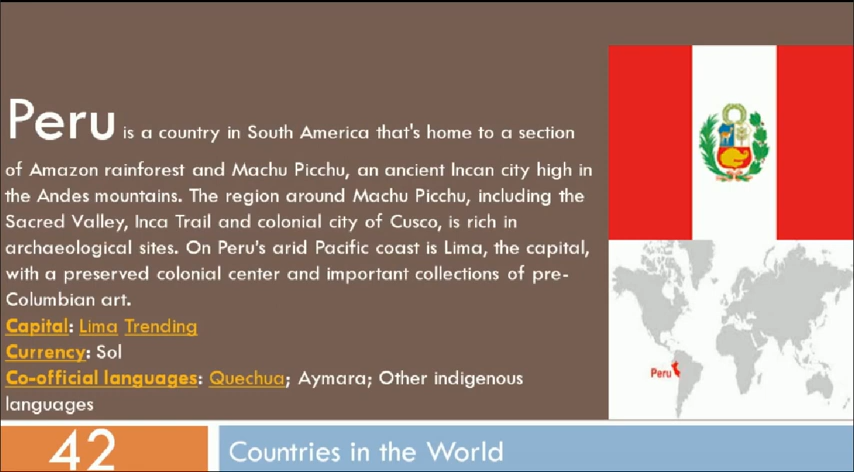 Peru is a country in South America that's home to a section
of Amazon rainforest and Machu Picchu, an ancient Incan city high in
the Andes mountains. The region around Machu Picchu, including the
Sacred Valley, Inca Trail and colonial city of Cusco, is rich in
archaeological sites. On Peru's arid Pacific coast is Lima, the capital,
with a preserved colonial center and important collections of pre-
Columbian art.
Capital: Lima Trending
Currency: Sol
Co-official languages: Quechua; Aymara; Other indigenous
languages
Peru
42
Countries in the World